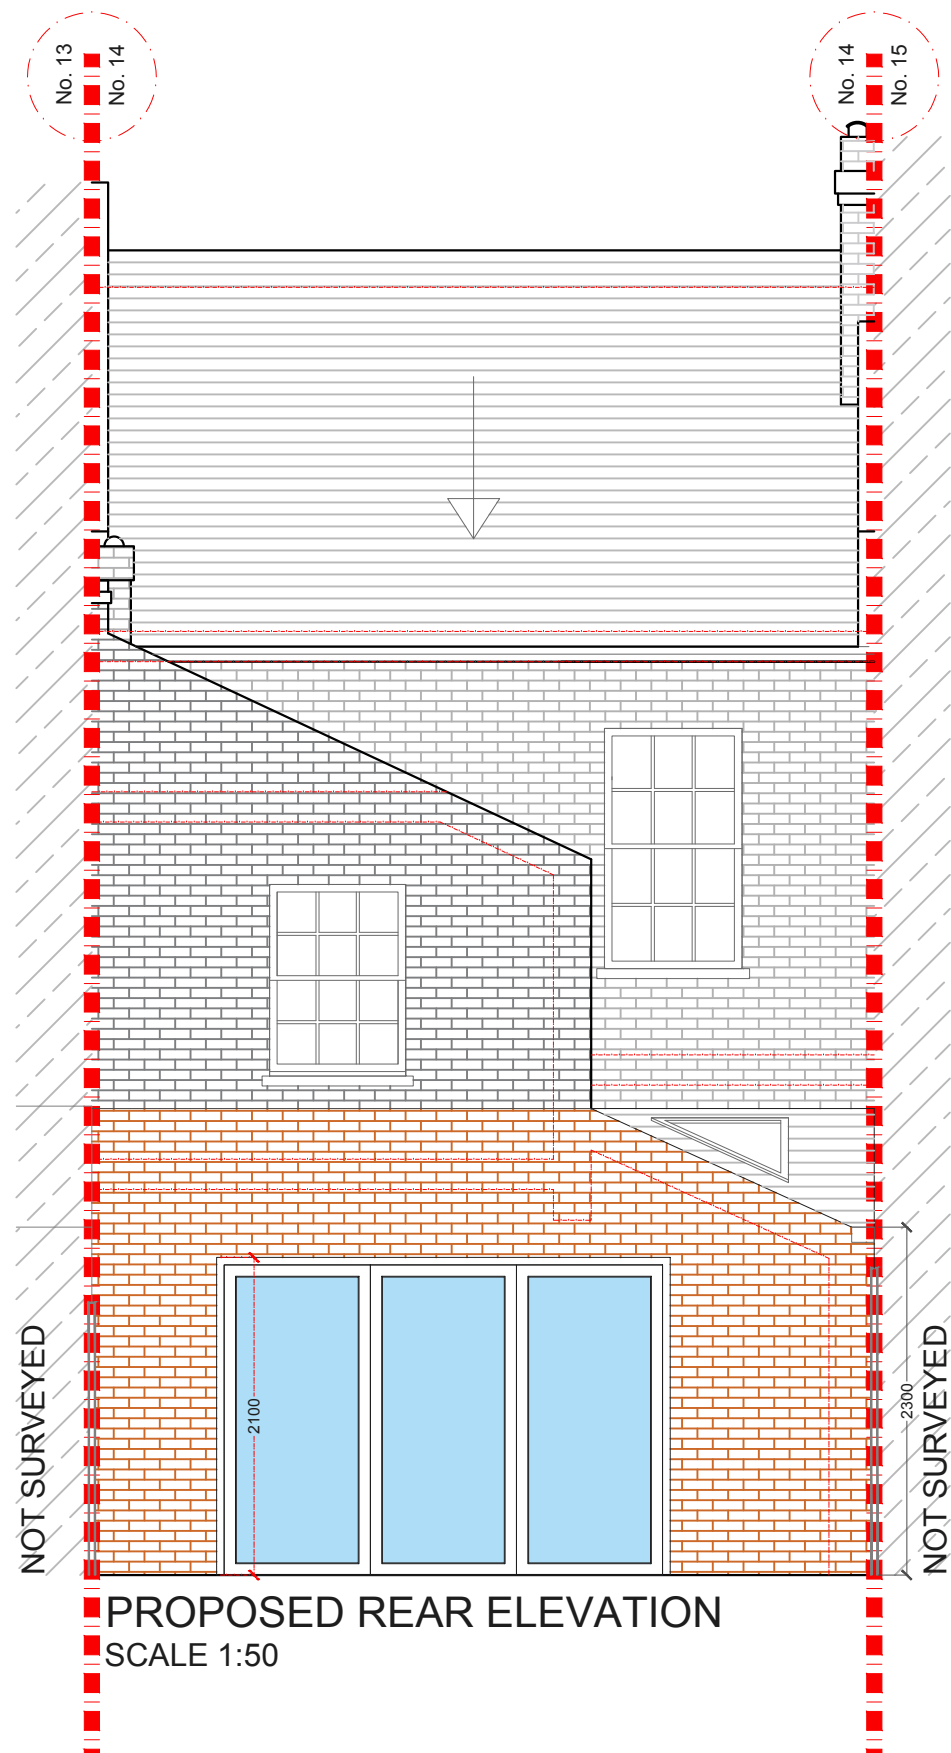 No. 13
No. 14
No. 14
No. 15
NOT SURVEYED
2100
2300
NOT SURVEYED
PROPOSED REAR ELEVATION
SCALE 1:50